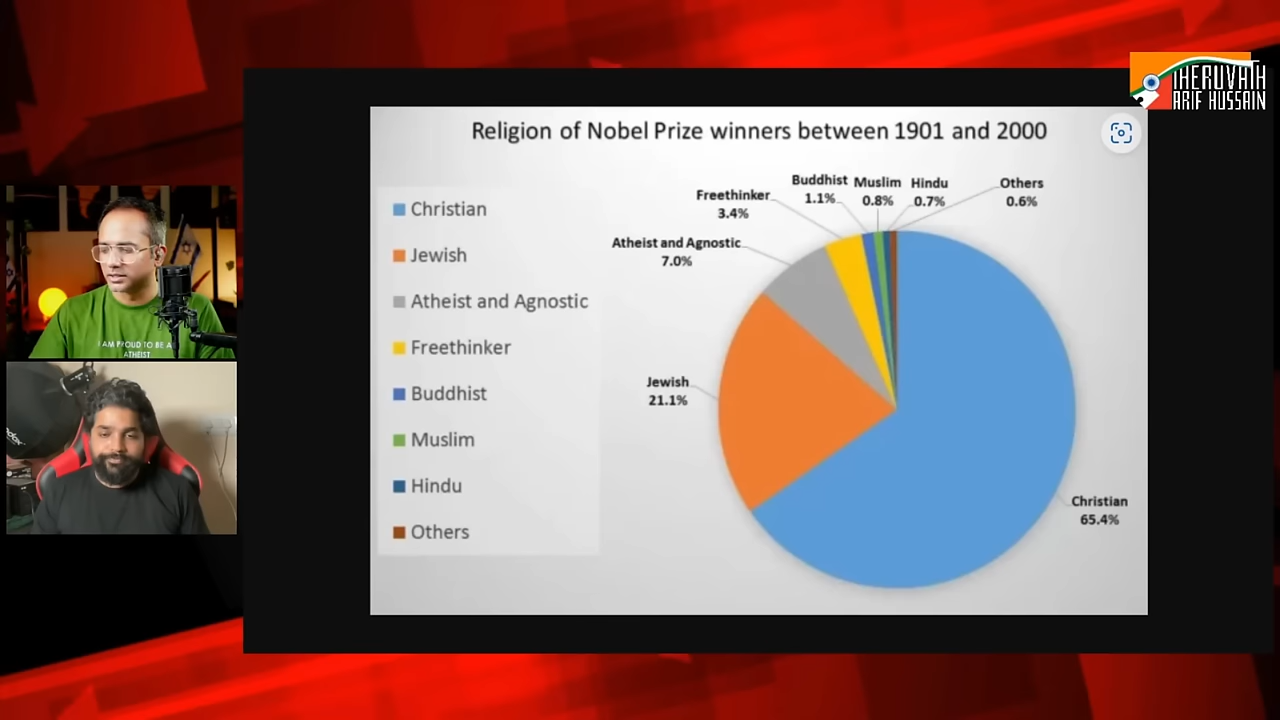 THERUVATH
ARIF HUSSAIN
Religion of Nobel Prize winners between 1901 and 2000
Christian
Jewish
Atheist and Agnostic
Freethinker
Buddhist
Muslim
Hindu
Others
Buddhist
1.1%
Muslim
0.8%
Hindu
0.7%
Others
0.6%
Freethinker
3.4%
Atheist and Agnostic
7.0%
Jewish
21.1%
Christian
65.4%
I AM PROUD TO BE A
ATHEIST